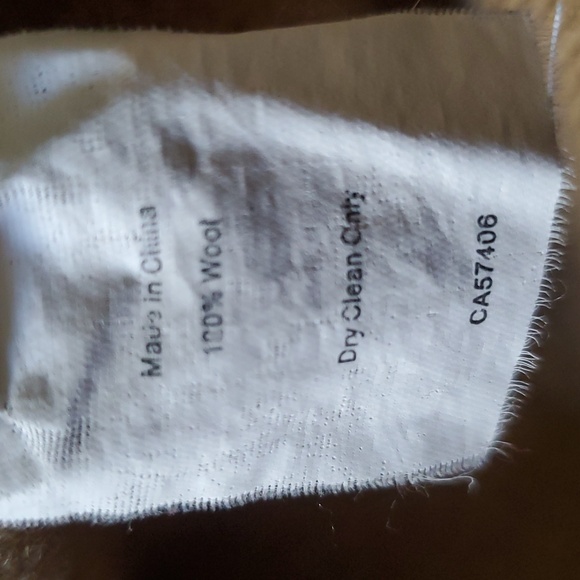 Made in China
100% Wool
Dry Clean Only
CA57406